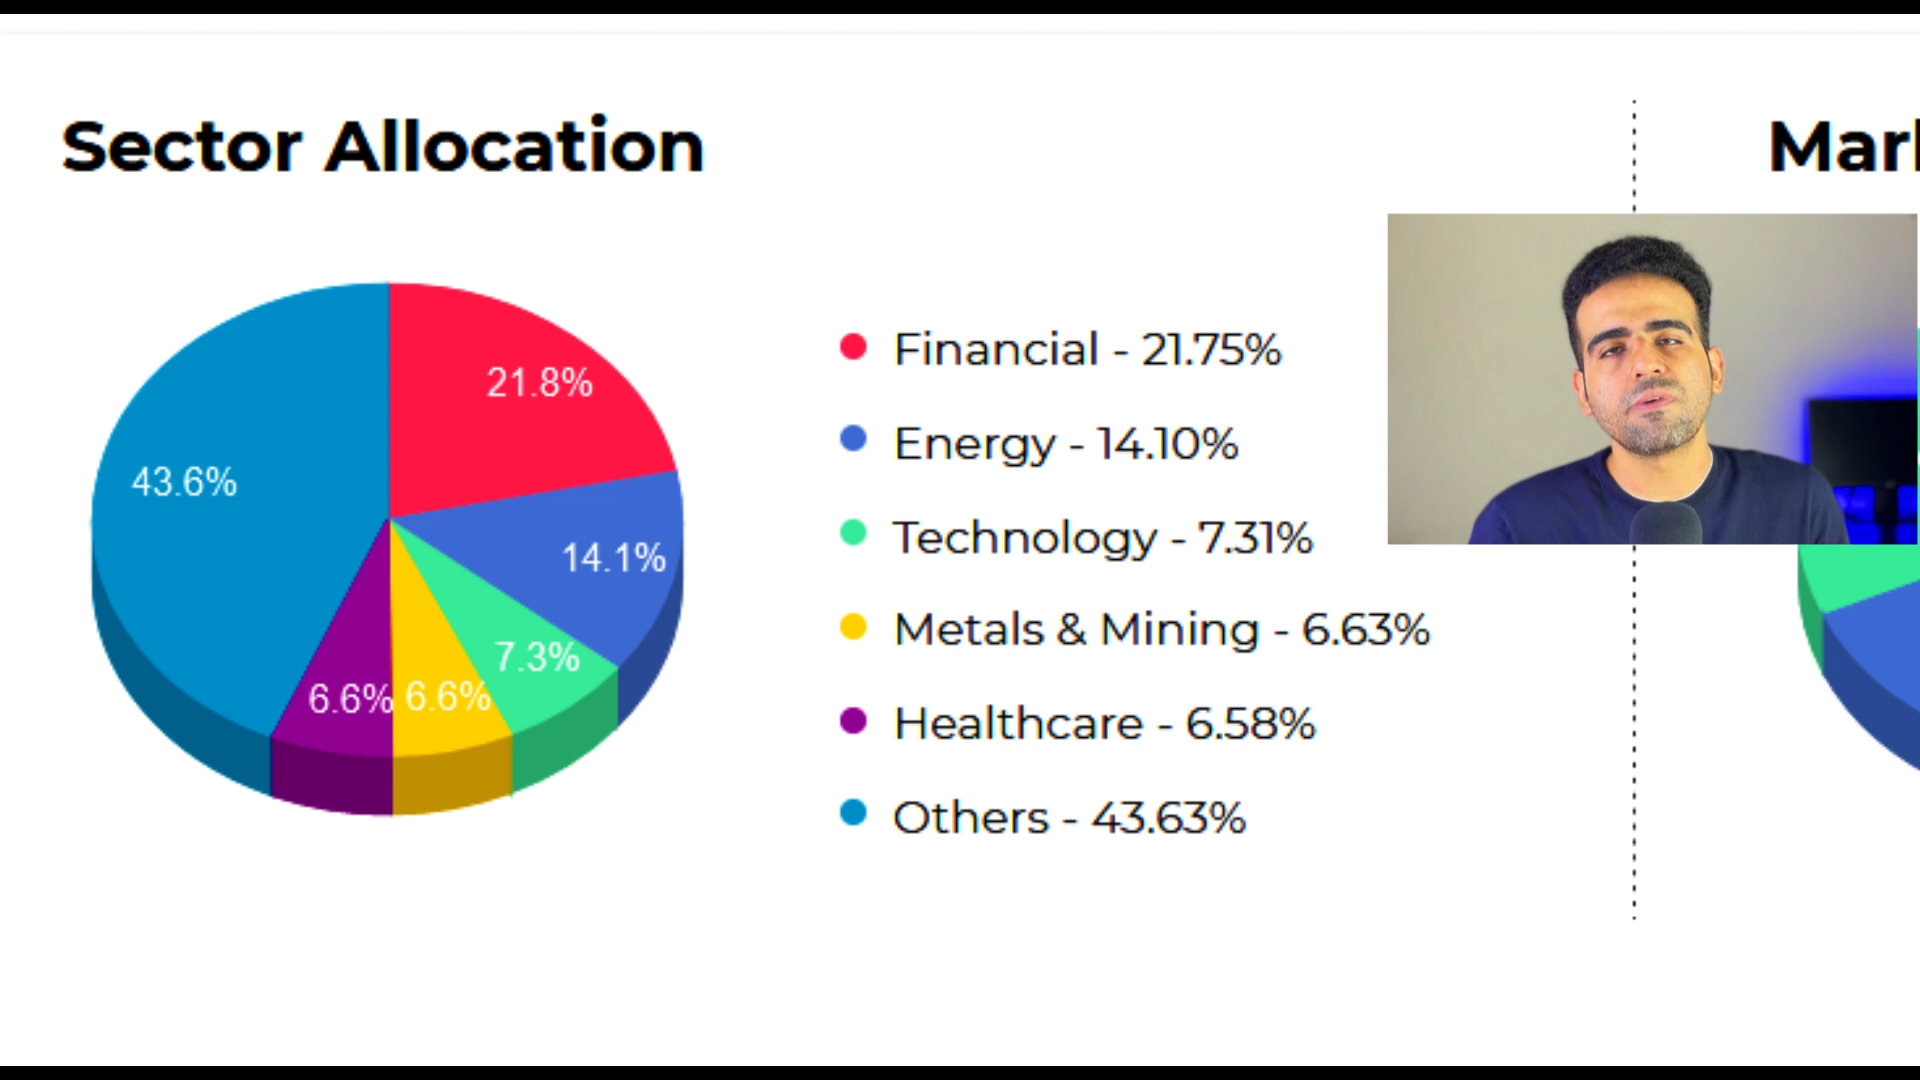 Sector Allocation
21.8%
43.6%
14.1%
7.3%
6.6%
6.6%
Financial - 21.75%
Energy - 14.10%
Technology - 7.31%
Metals & Mining - 6.63%
Healthcare - 6.58%
Others - 43.63%